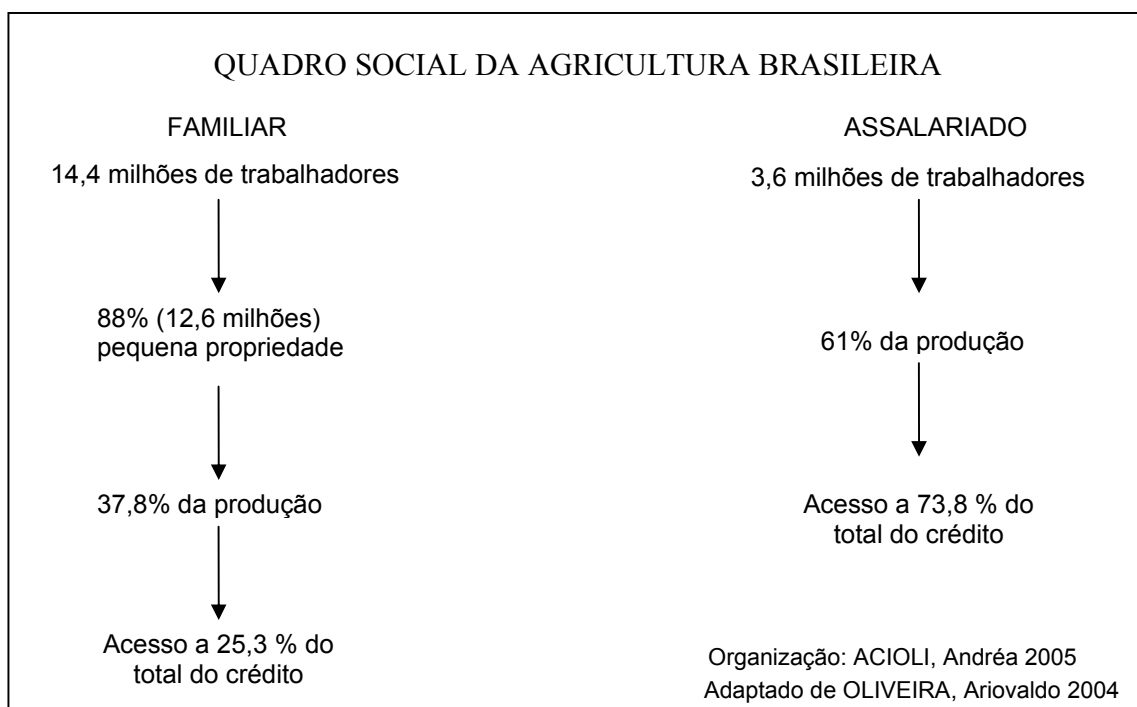 QUADRO SOCIAL DA AGRICULTURA BRASILEIRA
FAMILIAR
14,4 milhões de trabalhadores
88% (12,6 milhões)
pequena propriedade
37,8% da produção
Acesso a 25,3 % do
total do crédito
ASSALARIADO
3,6 milhões de trabalhadores
61% da produção
Acesso a 73,8 % do
total do crédito
Organização: ACIOLI, Andréa 2005
Adaptado de OLIVEIRA, Ariovaldo 2004